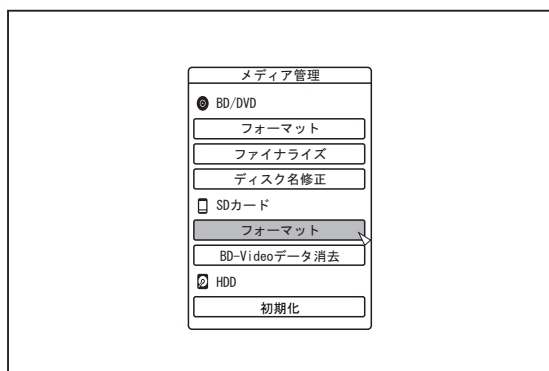 メディア管理
BD/DVD
フォーマット
ファイナライズ
ディスク名修正
SDカード
フォーマット
BD-Videoデータ消去
HDD
初期化